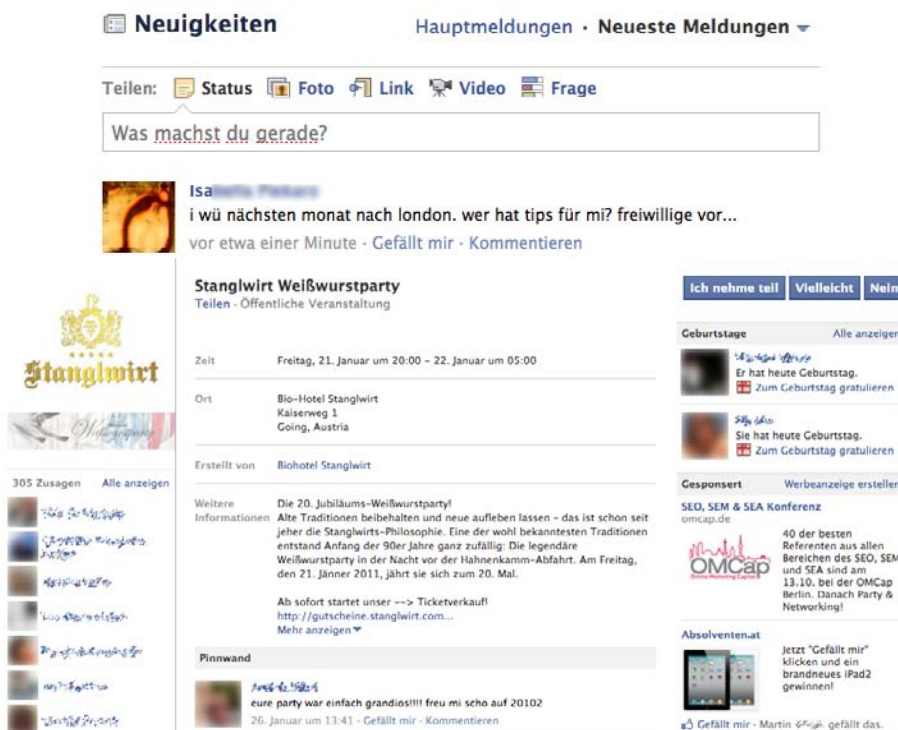 Neuigkeiten
Hauptmeldungen · Neueste Meldungen
Teilen: Status Foto Link Video Frage
Was machst du gerade?
Isa
i wü nächsten monat nach london. wer hat tips für mi? freiwillige vor...
vor etwa einer Minute · Gefällt mir · Kommentieren
Stanglwirt
305 Zusagen Alle anzeigen
Stanglwirt Weißwurstparty
Teilen · Öffentliche Veranstaltung
Zeit Freitag, 21. Januar um 20:00 – 22. Januar um 05:00
Ort Bio-Hotel Stanglwirt
Kaiserweg 1
Going, Austria
Erstellt von Biohotel Stanglwirt
Weitere Informationen
Die 20. Jubiläums-Weißwurstparty!
Alte Traditionen beibehalten und neue aufleben lassen – das ist schon seit
jeher die Stanglwirts-Philosophie. Eine der wohl bekanntesten Traditionen
entstand Anfang der 90er Jahre ganz zufällig: Die legendäre
Weißwurstparty in der Nacht vor der Hahnenkamm-Abfahrt. Am Freitag,
den 21. Jänner 2011, jährt sie sich zum 20. Mal.
Ab sofort startet unser --> Ticketverkauf!
http://gutscheine.stanglwirt.com...
Mehr anzeigen
Pinnwand
eure party war einfach grandios!!!! freu mi scho auf 20102
26. Januar um 13:41 · Gefällt mir · Kommentieren
Ich nehme teil Vielleicht Nein
Geburtstage Alle anzeigen
Er hat heute Geburtstag.
Zum Geburtstag gratulieren
Sie hat heute Geburtstag.
Zum Geburtstag gratulieren
Gesponsert Werbeanzeige erstellen
SEO, SEM & SEA Konferenz
omcap.de
OMCap
Online Marketing Capital
40 der besten
Referenten aus allen
Bereichen des SEO, SEM
und SEA sind am
13.10. bei der OMCap
Berlin. Danach Party &
Networking!
Absolventen.at
Jetzt "Gefällt mir"
klicken und ein
brandneues iPad2
gewinnen!
Gefällt mir · Martin gefällt das.